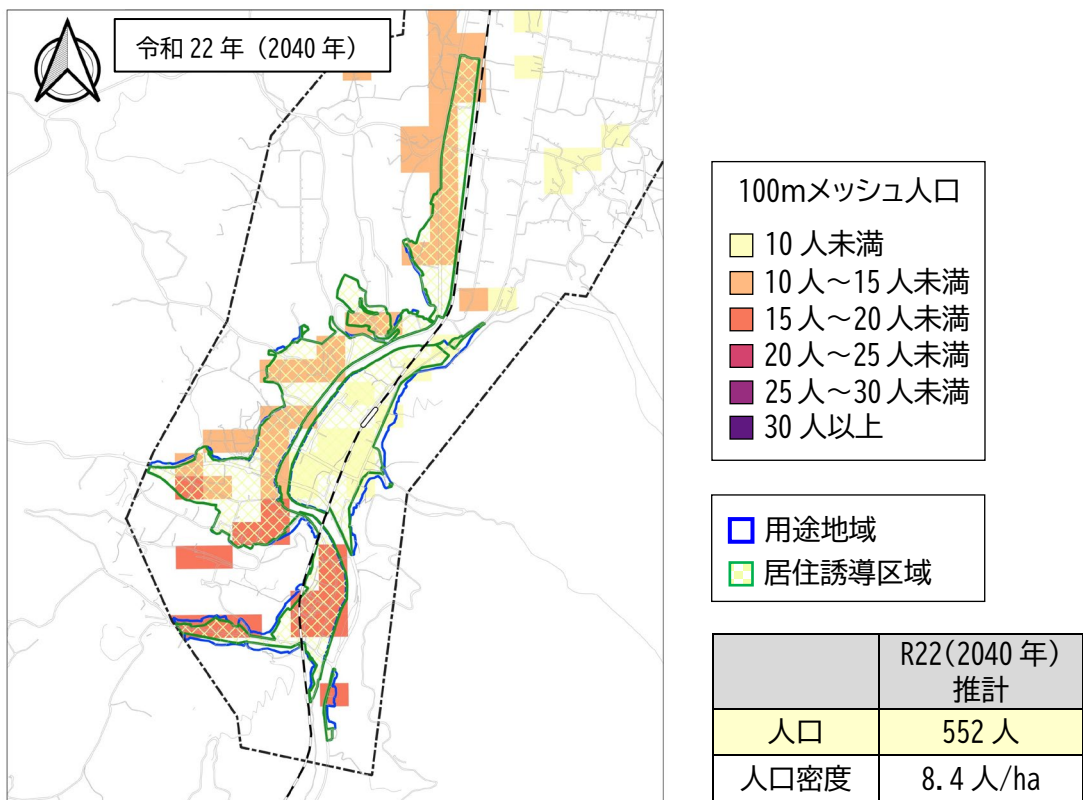 令和 22 年（2040 年）
100mメッシュ人口
10 人未満
10 人～15 人未満
15 人～20 人未満
20 人～25 人未満
25 人～30 人未満
30 人以上
用途地域
居住誘導区域
R22(2040 年)
推計
人口 552 人
人口密度 8.4 人/ha